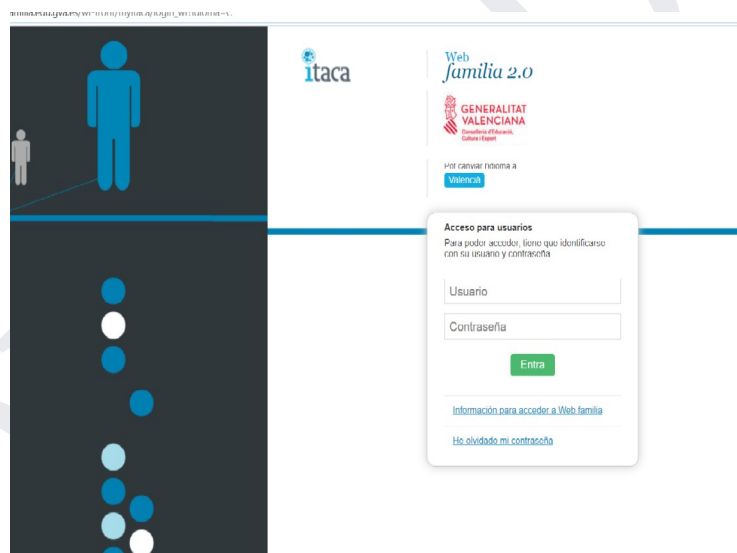 itaca
Web
familia 2.0
GENERALITAT
VALENCIANA
Conselleria d'Educació,
Cultura i Esport
Pot canviar l'idioma a
Valencià
Acceso para usuarios
Para poder acceder, tiene que identificarse
con su usuario y contraseña
Usuario
Contraseña
Entra
Información para acceder a Web familia
He olvidado mi contraseña